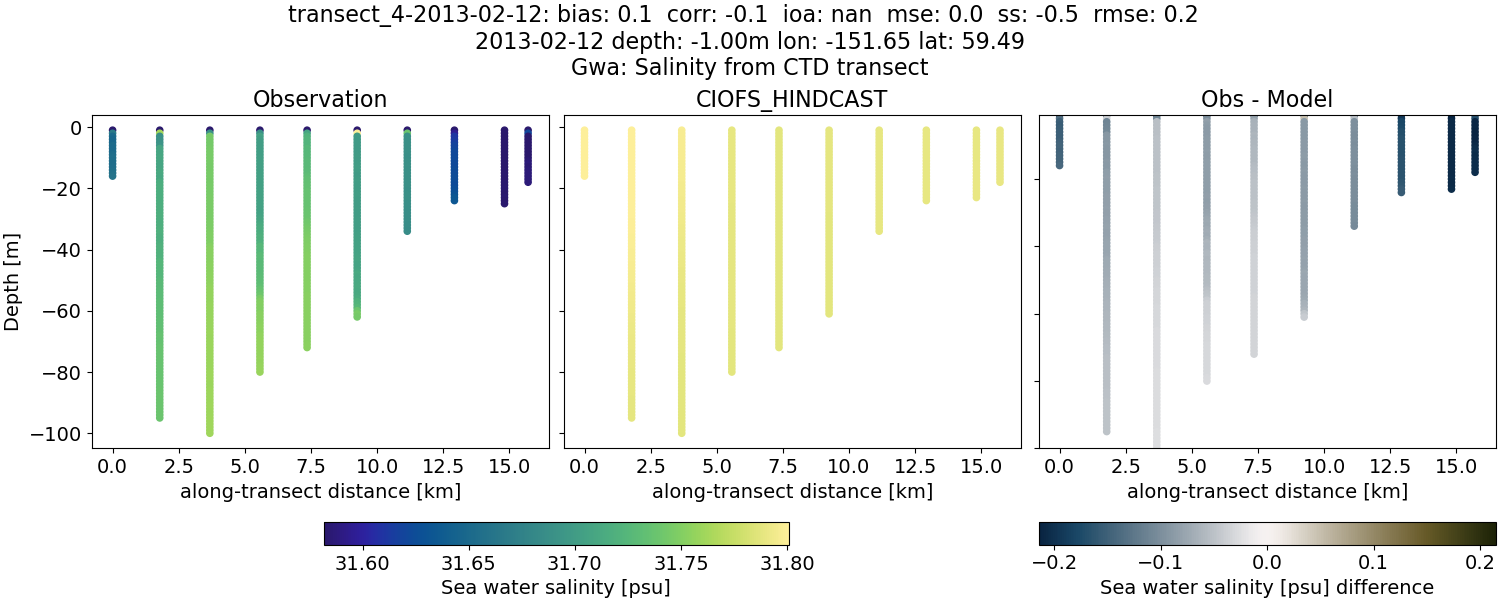 transect_4-2013-02-12: bias: 0.1  corr: -0.1  ioa: nan  mse: 0.0  ss: -0.5  rmse: 0.2
2013-02-12 depth: -1.00m lon: -151.65 lat: 59.49
Gwa: Salinity from CTD transect
Observation
CIOFS_HINDCAST
Obs - Model
Depth [m]
0
−20
−40
−60
−80
−100
0.0 2.5 5.0 7.5 10.0 12.5 15.0
0.0 2.5 5.0 7.5 10.0 12.5 15.0
0.0 2.5 5.0 7.5 10.0 12.5 15.0
along-transect distance [km]
along-transect distance [km]
along-transect distance [km]
31.60 31.65 31.70 31.75 31.80
Sea water salinity [psu]
−0.2 −0.1 0.0 0.1 0.2
Sea water salinity [psu] difference